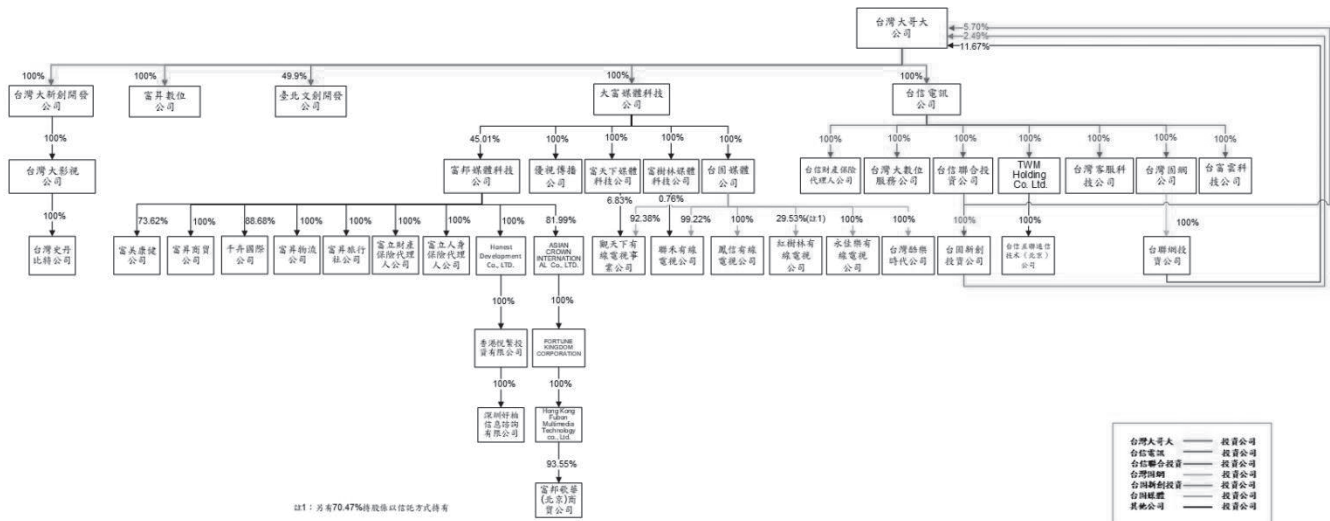 台灣大哥大
公司
5.70%
2.49%
11.67%
100%
100%
49.9%
100%
100%
台灣大新創開發
公司
富昇數位
公司
臺北文創開發
公司
大富媒體科技
公司
台信電訊
公司
100%
45.01%
100%
100%
100%
100%
100%
100%
100%
100%
100%
100%
100%
台灣大影視
公司
富邦媒體科技
公司
優視傳播
公司
富天下媒體
科技公司
富樹林媒體
科技公司
台固媒體
公司
台信財產保險
代理人公司
台灣大數位
服務公司
台信聯合投
資公司
TWM
Holding
Co. Ltd.
台灣客服科
技公司
台灣固網
公司
台富雲科
技公司
6.83%
0.76%
100%
73.62%
100%
88.68%
100%
100%
100%
100%
100%
81.99%
92.38%
99.22%
100%
29.53%(註1)
100%
100%
100%
100%
100%
台灣史丹
比特公司
富美康健
公司
富昇商貿
公司
千卉國際
公司
富昇物流
公司
富昇旅行
社公司
富立財產
保險代理
人公司
富立人身
保險代理
人公司
Honest
Development
Co., LTD.
ASIAN
CROWN
INTERNATION
AL Co., LTD.
觀天下有
線電視事
業公司
聯禾有線
電視公司
鳳信有線
電視公司
紅樹林有
線電視公
司
永佳樂有
線電視公
司
台灣酷樂
時代公司
台固新創
投資公司
台信互聯通信
技術（北京）
公司
台聯網投
資公司
100%
100%
香港悅繄投
資有限公司
FORTUNE
KINGDOM
CORPORATION
100%
100%
深圳好柚
信息諮詢
有限公司
Hong Kong
Fubon
Multimedia
Technology
co., Ltd.
93.55%
富邦歌華
(北京)商
貿公司
註1：另有70.47%持股係以信託方式持有
台灣大哥大 投資公司
台信電訊 投資公司
台信聯合投資 投資公司
台灣固網 投資公司
台固新創投資 投資公司
台固媒體 投資公司
其他公司 投資公司